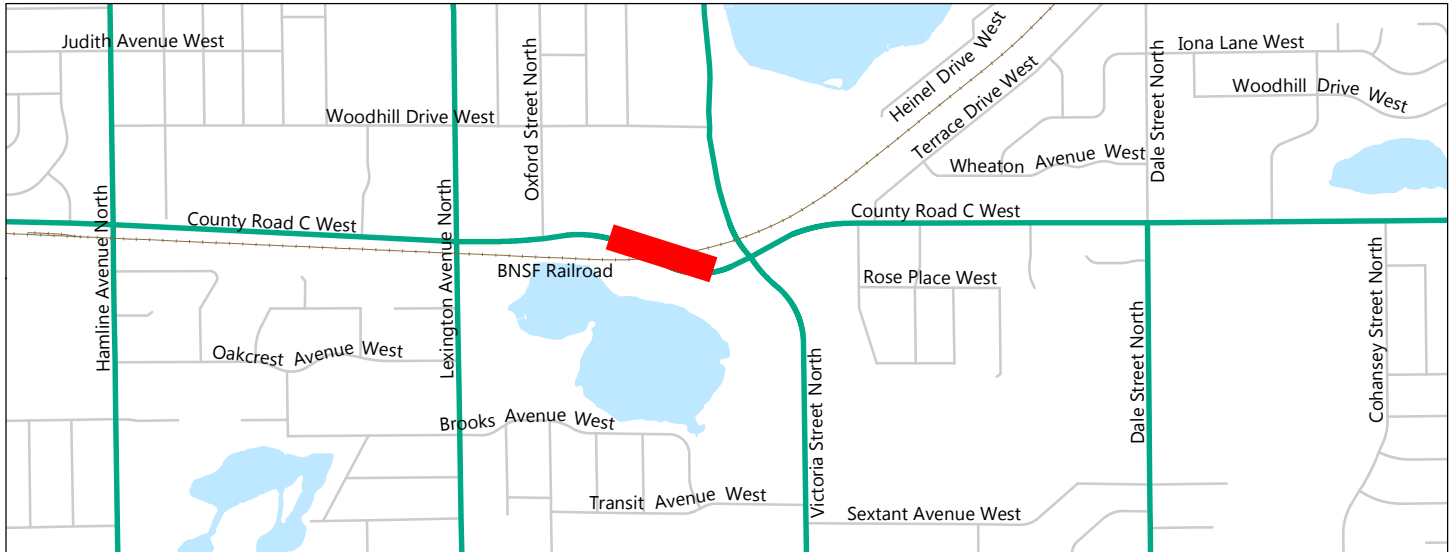 Judith Avenue West
Woodhill Drive West
Oxford Street North
Heinel Drive West
Terrace Drive West
Iona Lane West
Woodhill Drive West
Wheaton Avenue West
Dale Street North
County Road C West
County Road C West
Hamline Avenue North
Lexington Avenue North
BNSF Railroad
Rose Place West
Oakcrest Avenue West
Brooks Avenue West
Victoria Street North
Dale Street North
Cohansey Street North
Transit Avenue West
Sextant Avenue West